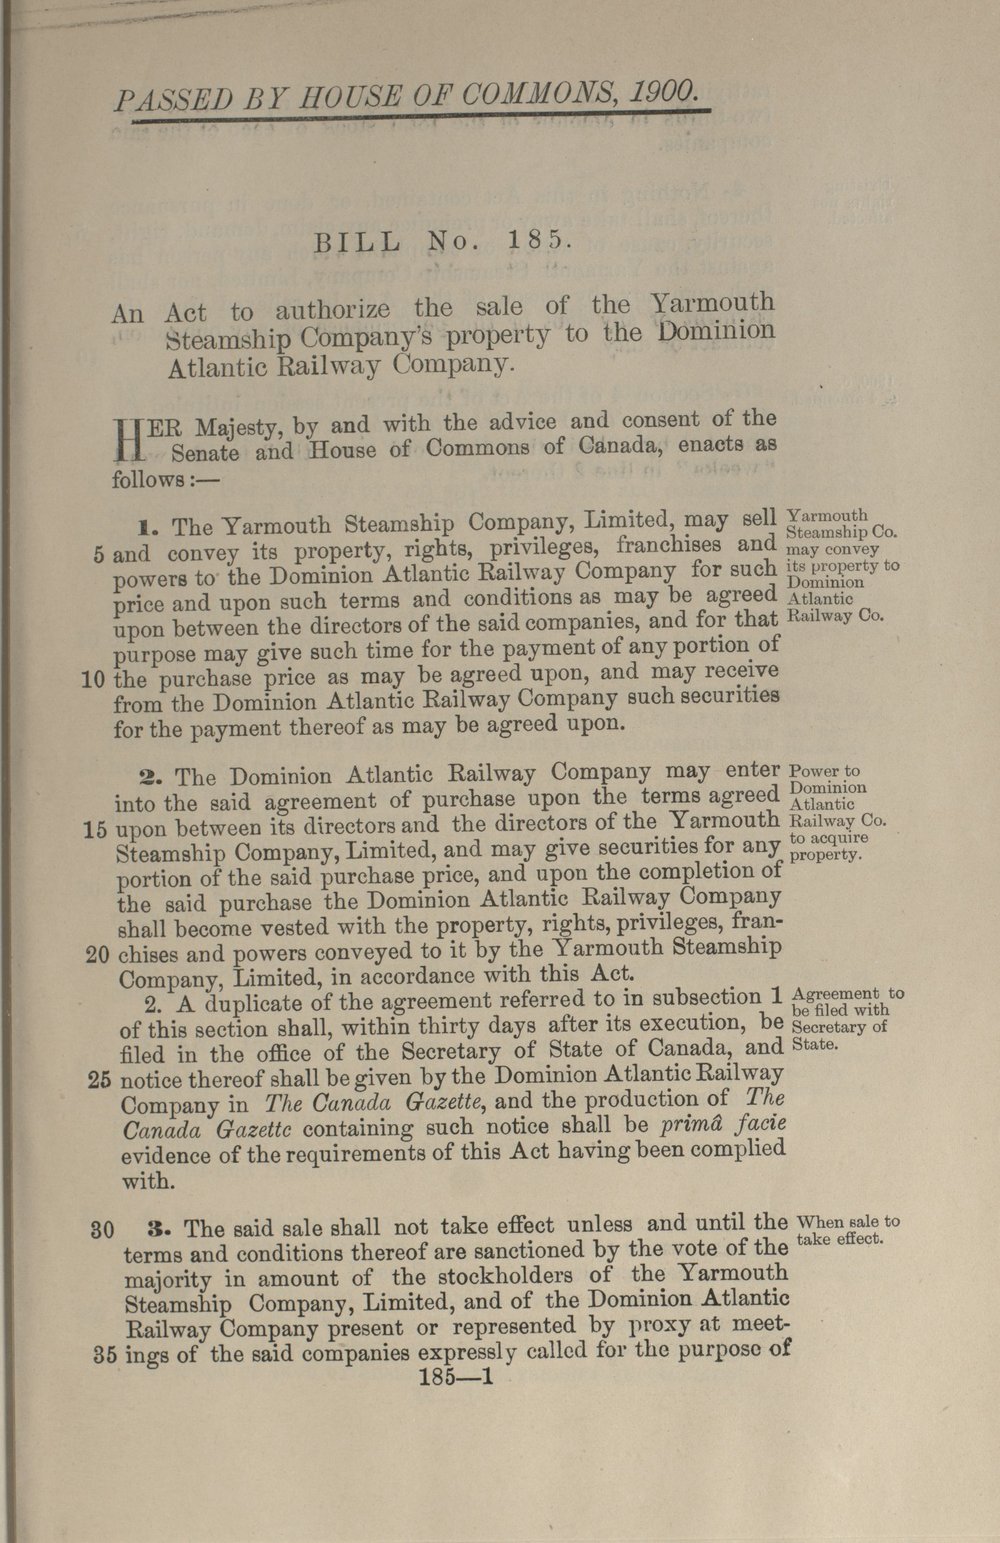 PASSED BY HOUSE OF COMMONS, 1900.
BILL No. 185.
An Act to authorize the sale of the Yarmouth
Steamship Company's property to the Dominion
Atlantic Railway Company.
HER Majesty, by and with the advice and consent of the
Senate and House of Commons of Canada, enacts as
follows:—
1. The Yarmouth Steamship Company, Limited, may sell
5 and convey its property, rights, privileges, franchises and
powers to the Dominion Atlantic Railway Company for such
price and upon such terms and conditions as may be agreed
upon between the directors of the said companies, and for that
purpose may give such time for the payment of any portion of
10 the purchase price as may be agreed upon, and may receive
from the Dominion Atlantic Railway Company such securities
for the payment thereof as may be agreed upon.
Yarmouth
Steamship Co.
may convey
its property to
Dominion
Atlantic
Railway Co.
2. The Dominion Atlantic Railway Company may enter
into the said agreement of purchase upon the terms agreed
15 upon between its directors and the directors of the Yarmouth
Steamship Company, Limited, and may give securities for any
portion of the said purchase price, and upon the completion of
the said purchase the Dominion Atlantic Railway Company
shall become vested with the property, rights, privileges, fran-
20 chises and powers conveyed to it by the Yarmouth Steamship
Company, Limited, in accordance with this Act.
Power to
Dominion
Atlantic
Railway Co.
to acquire
property.
2. A duplicate of the agreement referred to in subsection 1
of this section shall, within thirty days after its execution, be
filed in the office of the Secretary of State of Canada, and
25 notice thereof shall be given by the Dominion Atlantic Railway
Company in The Canada Gazette, and the production of The
Canada Gazette containing such notice shall be primâ facie
evidence of the requirements of this Act having been complied
with.
Agreement to
be filed with
Secretary of
State.
30 3. The said sale shall not take effect unless and until the
terms and conditions thereof are sanctioned by the vote of the
majority in amount of the stockholders of the Yarmouth
Steamship Company, Limited, and of the Dominion Atlantic
Railway Company present or represented by proxy at meet-
35 ings of the said companies expressly called for the purpose of
When sale to
take effect.
185—1